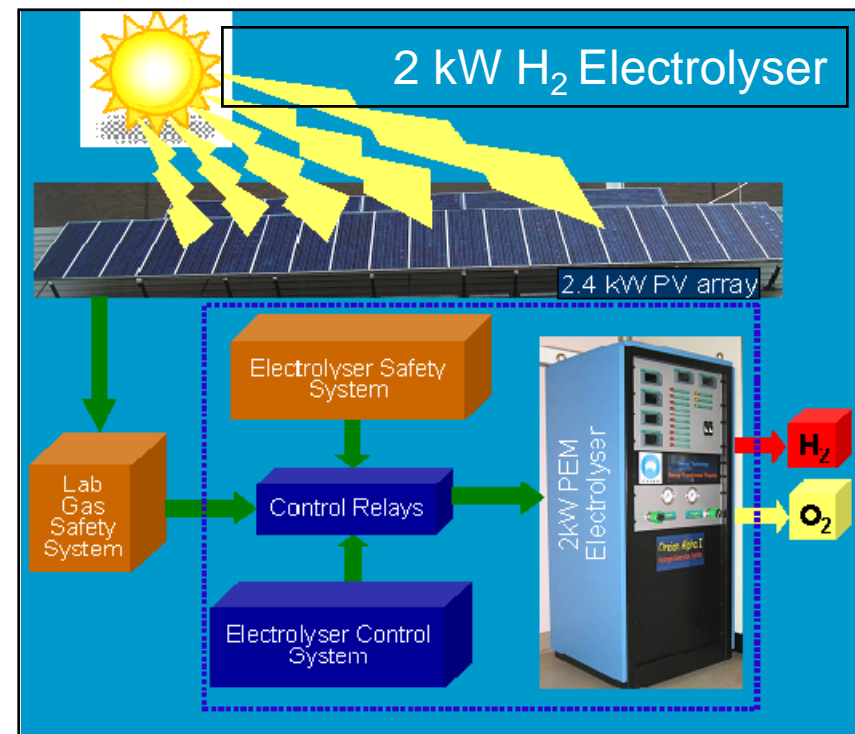 2 kW H₂ Electrolyser
2.4 kW PV array
Electrolyser Safety
System
Lab
Gas
Safety
System
Control Relays
Electrolyser Control
System
2kW PEM
Electrolyser
H₂
O₂